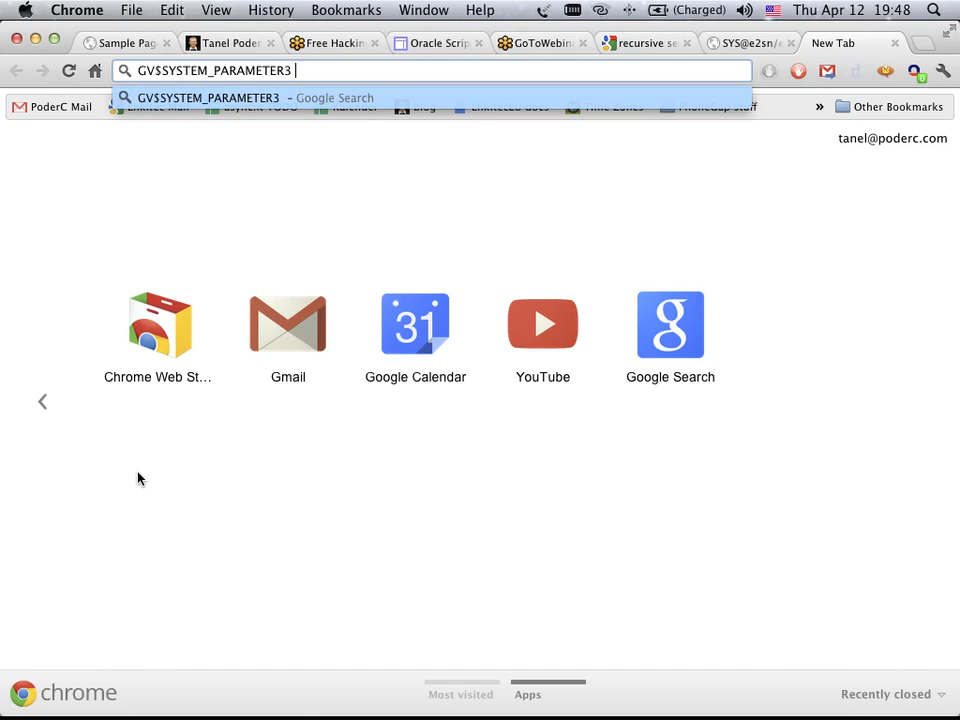 Chrome File Edit View History Bookmarks Window Help (Charged) Thu Apr 12 19:48
Sample Pag Tanel Poder Free Hackin Oracle Scrip GoToWebina recursive se SYS@e2sn/e New Tab
GV$SYSTEM_PARAMETER3
GV$SYSTEM_PARAMETER3 - Google Search
PoderC Mail » Other Bookmarks
tanel@poderc.com
31
g
Chrome Web St... Gmail Google Calendar YouTube Google Search
chrome Most visited Apps Recently closed